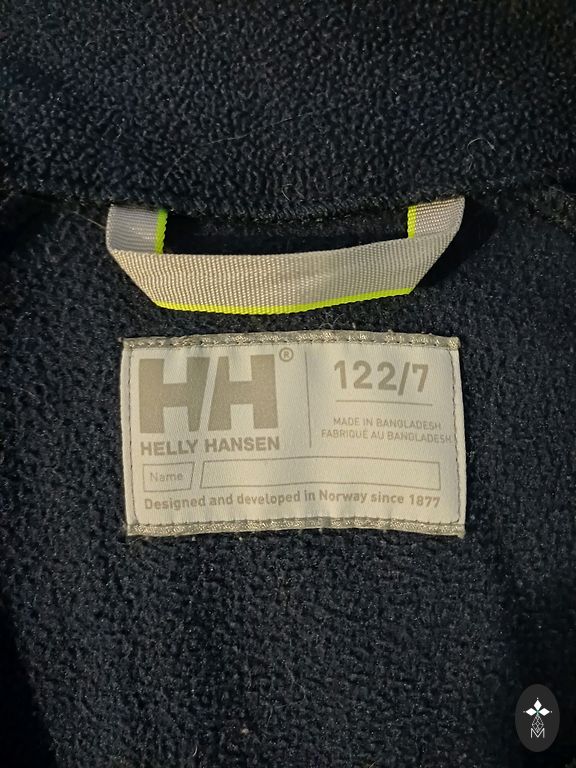 HH®
122/7
MADE IN BANGLADESH
FABRIQUÉ AU BANGLADESH
HELLY HANSEN
Name
Designed and developed in Norway since 1877
M